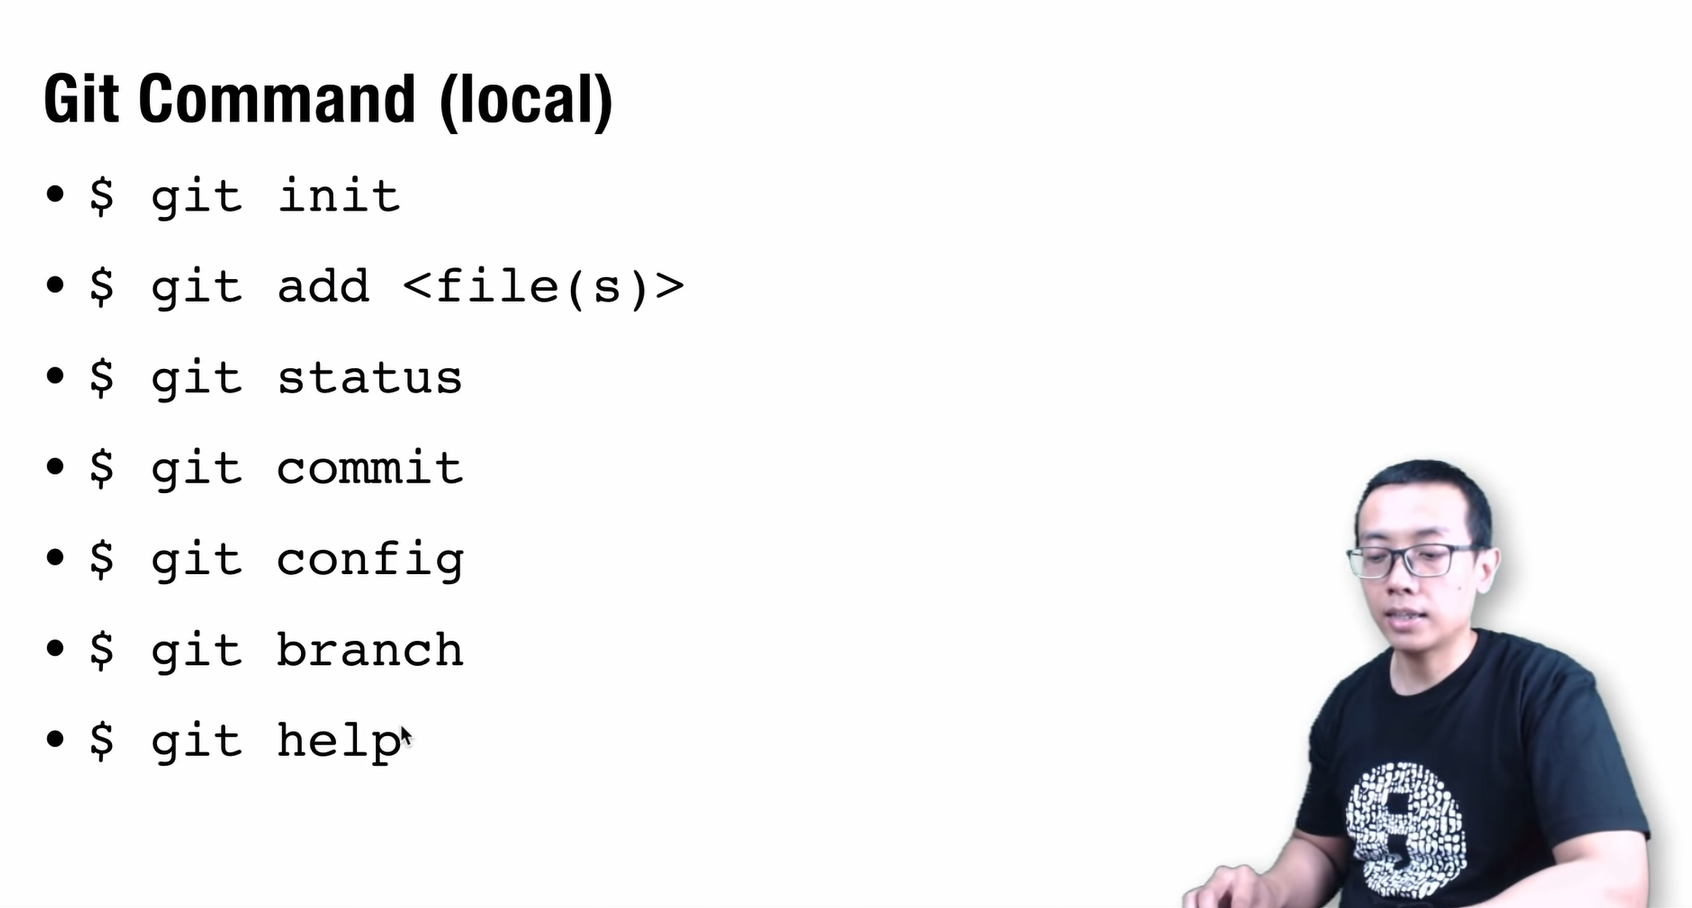 Git Command (local)
• $ git init
• $ git add <file(s)>
• $ git status
• $ git commit
• $ git config
• $ git branch
• $ git help